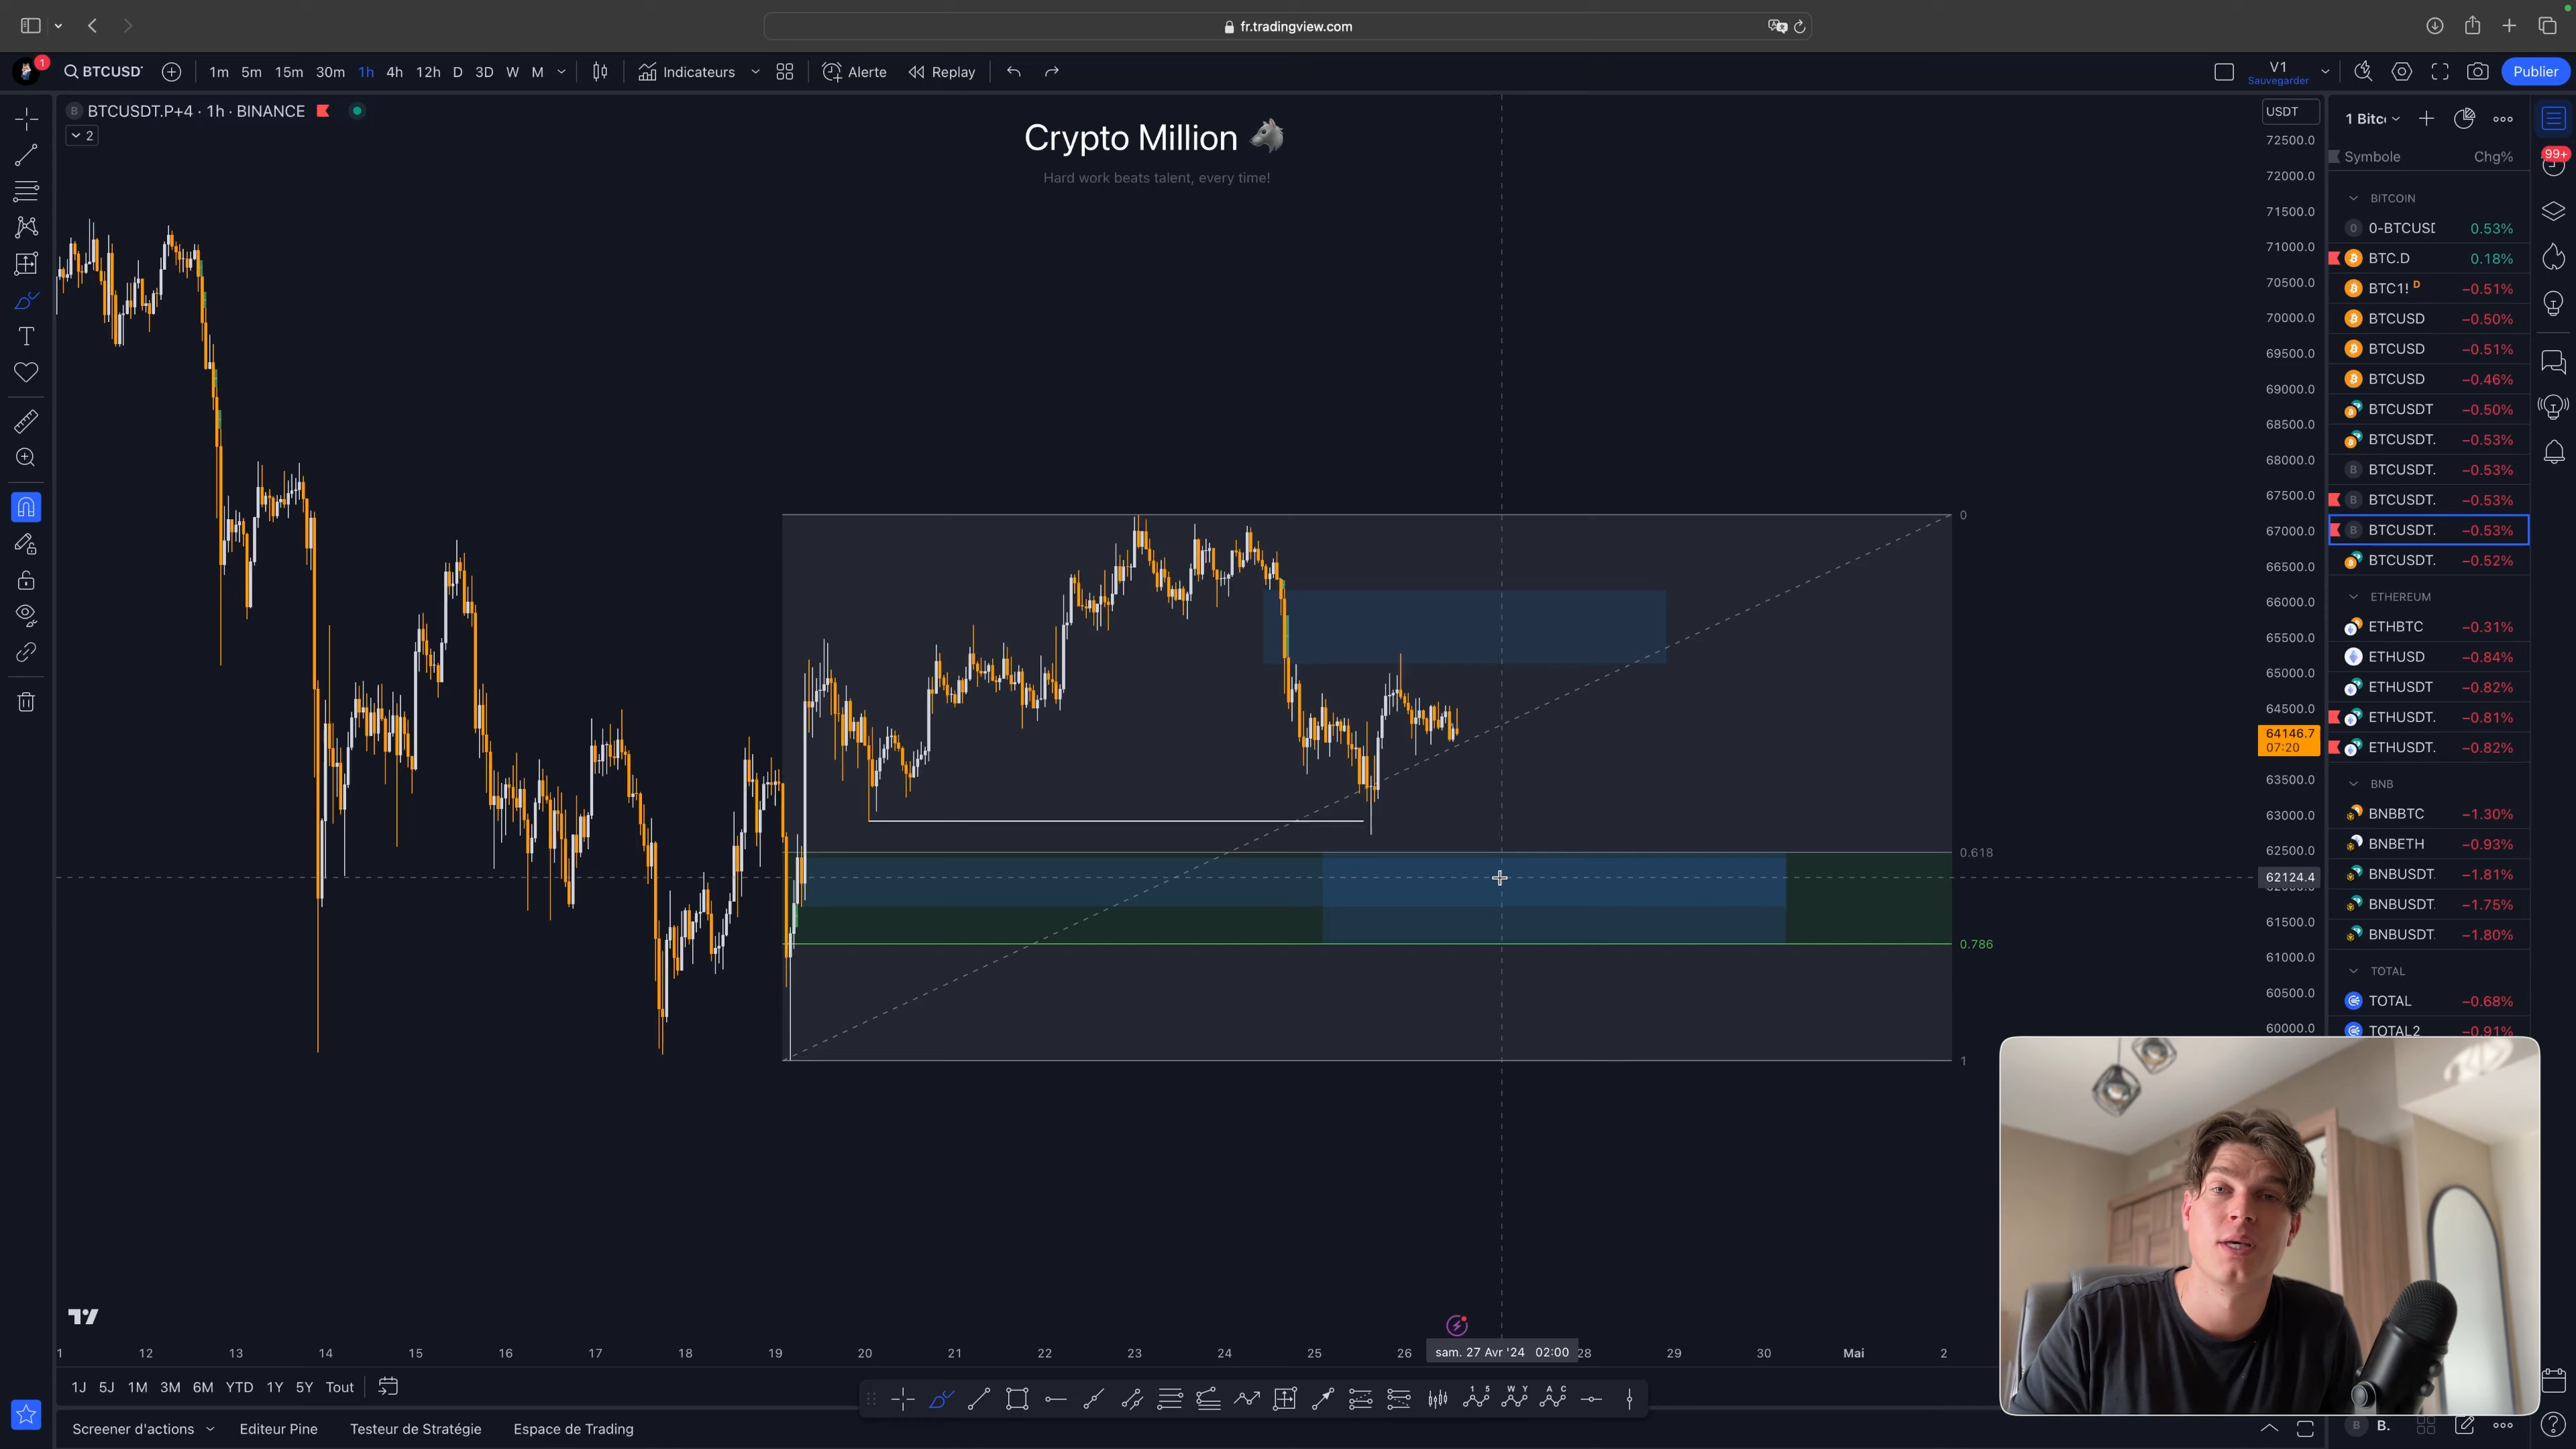 fr.tradingview.com
1
BTCUSDT
1m 5m 15m 30m 1h 4h 12h D 3D W M
Indicateurs
Alerte
Replay
V1
Sauvegarder
Publier
BTCUSDT.P+4 · 1h · BINANCE
2
Crypto Million
Hard work beats talent, every time!
USDT
72500.0
72000.0
71500.0
71000.0
70500.0
70000.0
69500.0
69000.0
68500.0
68000.0
67500.0
67000.0
66500.0
66000.0
65500.0
65000.0
64500.0
64146.7
07:20
63500.0
63000.0
62500.0
62124.4
61500.0
61000.0
60500.0
60000.0
0
0.618
0.786
1
99+
Symbole Chg%
BITCOIN
0.53%
BTC.D 0.18%
BTC1! D −0.51%
BTCUSD −0.50%
BTCUSD −0.51%
BTCUSD −0.46%
BTCUSDT −0.50%
BTCUSDT. −0.53%
BTCUSDT. −0.53%
BTCUSDT. −0.53%
BTCUSDT. −0.53%
BTCUSDT. −0.52%
ETHEREUM
ETHBTC −0.31%
ETHUSD −0.84%
ETHUSDT −0.82%
ETHUSDT. −0.81%
ETHUSDT. −0.82%
BNB
BNBBTC −1.30%
BNBETH −0.93%
BNBUSDT −1.81%
BNBUSDT −1.75%
BNBUSDT −1.80%
TOTAL
TOTAL −0.68%
TOTAL2 −0.91%
12 13 14 15 16 17 18 19 20 21 22 23 24 25 26 28 29 30 Mai 2
sam. 27 Avr '24 02:00
1J 5J 1M 3M 6M YTD 1Y 5Y Tout
Screener d'actions
Editeur Pine
Testeur de Stratégie
Espace de Trading
B.